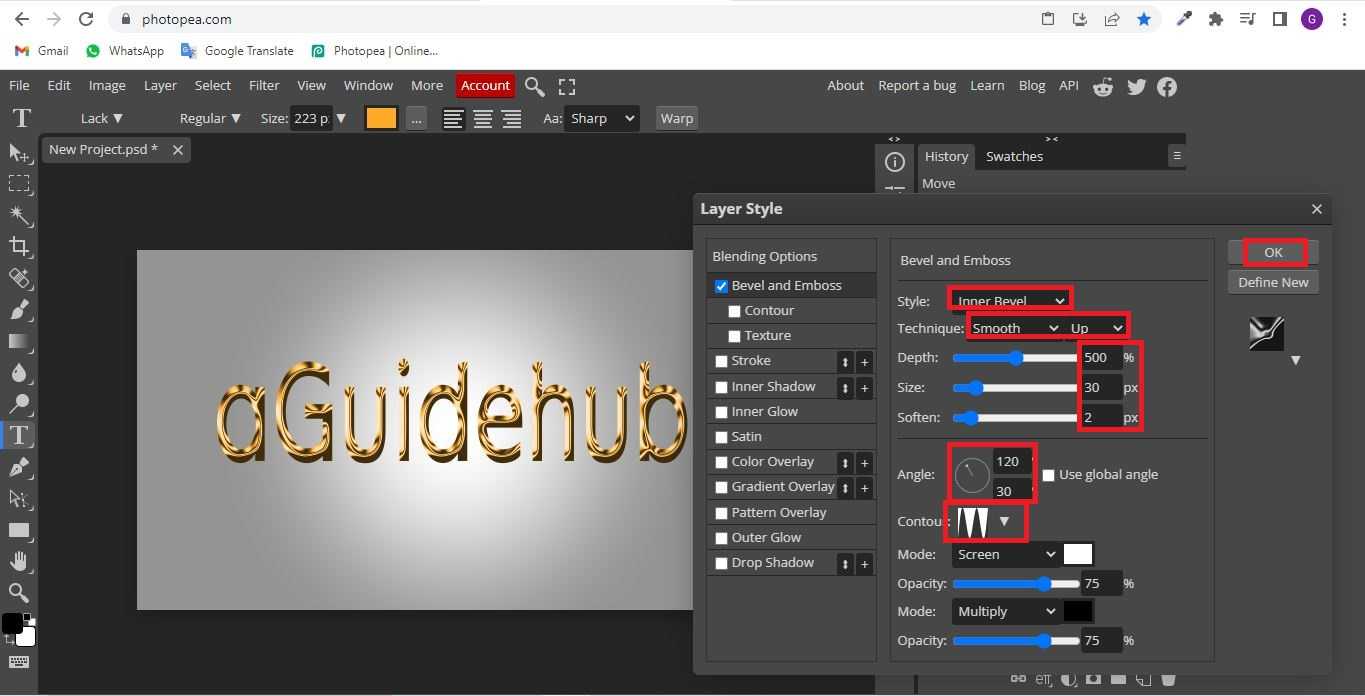 photopea.com
G
Gmail WhatsApp Google Translate Photopea | Online...
File Edit Image Layer Select Filter View Window More Account About Report a bug Learn Blog API
T Lack ▼ Regular ▼ Size: 223 p ▼ ... Aa: Sharp Warp
New Project.psd *
History Swatches
Move
Layer Style
Blending Options
Bevel and Emboss
Contour
Texture
Stroke
Inner Shadow
Inner Glow
Satin
Color Overlay
Gradient Overlay
Pattern Overlay
Outer Glow
Drop Shadow
Bevel and Emboss
Style: Inner Bevel
Technique: Smooth Up
Depth: 500 %
Size: 30 px
Soften: 2 px
Angle: 120
30
Use global angle
Contour:
Mode: Screen
Opacity: 75 %
Mode: Multiply
Opacity: 75 %
OK
Define New
aGuidehub
T
eff